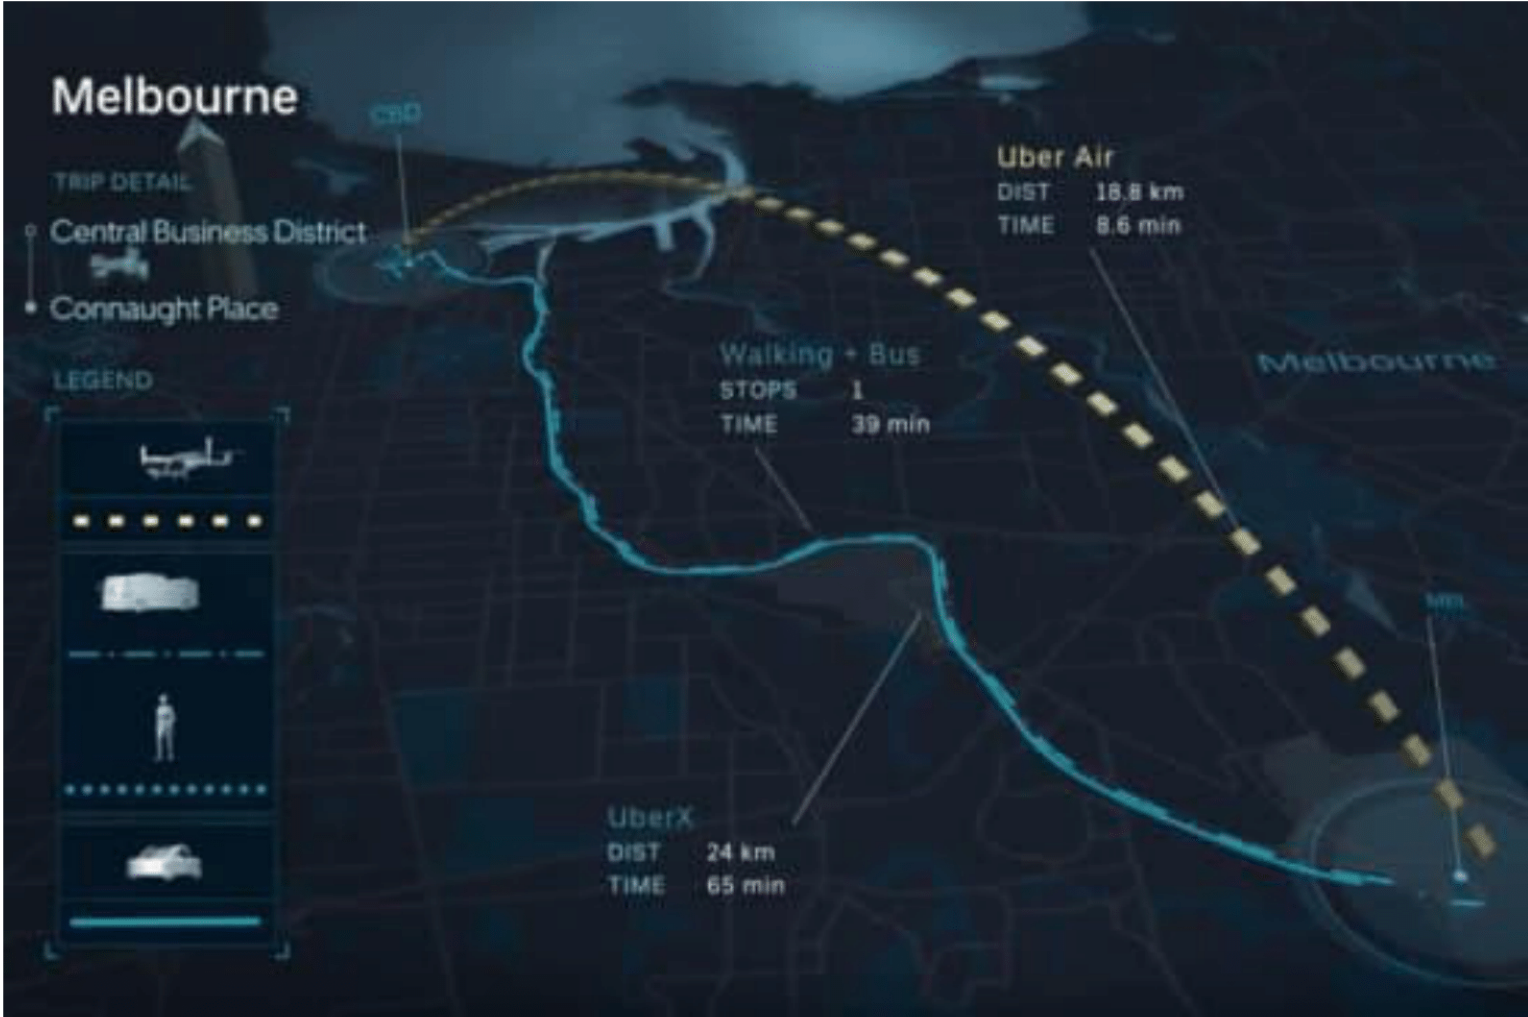 Melbourne
CBD
TRIP DETAIL
Central Business District
Connaught Place
LEGEND
Uber Air
DIST 18.8 km
TIME 8.6 min
Walking + Bus
STOPS 1
TIME 39 min
Melbourne
MEL
UberX
DIST 24 km
TIME 65 min